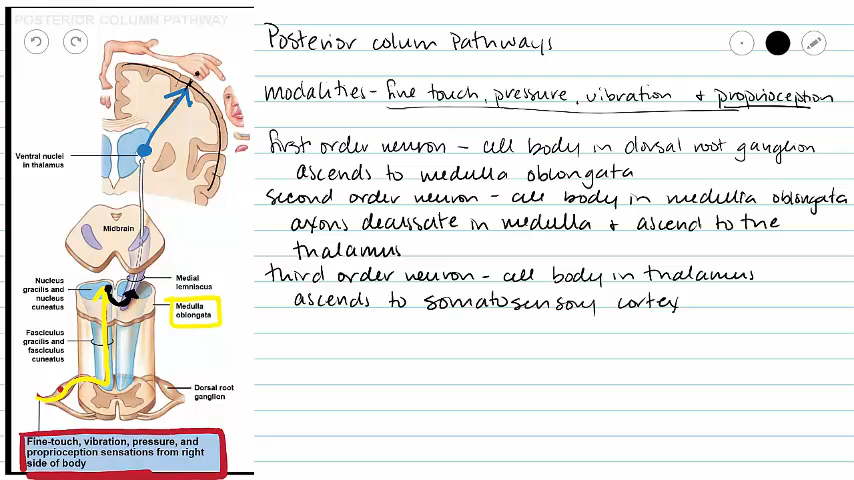 POSTERIOR COLUMN PATHWAY
Ventral nuclei
in thalamus
Midbrain
Nucleus
gracilis and
nucleus
cuneatus
Medial
lemniscus
Medulla
oblongata
Fasciculus
gracilis and
fasciculus
cuneatus
Dorsal root
ganglion
Fine-touch, vibration, pressure, and
proprioception sensations from right
side of body
Posterior colum Pathways
modalities - fine touch, pressure, vibration + proprioception
first order neuron - cell body in dorsal root ganglion
ascends to medulla oblongata
second order neuron - cell body in medulla oblongata
axons decussate in medulla + ascend to the
thalamus
third order neuron - cell body in thalamus
ascends to somatosensory cortex